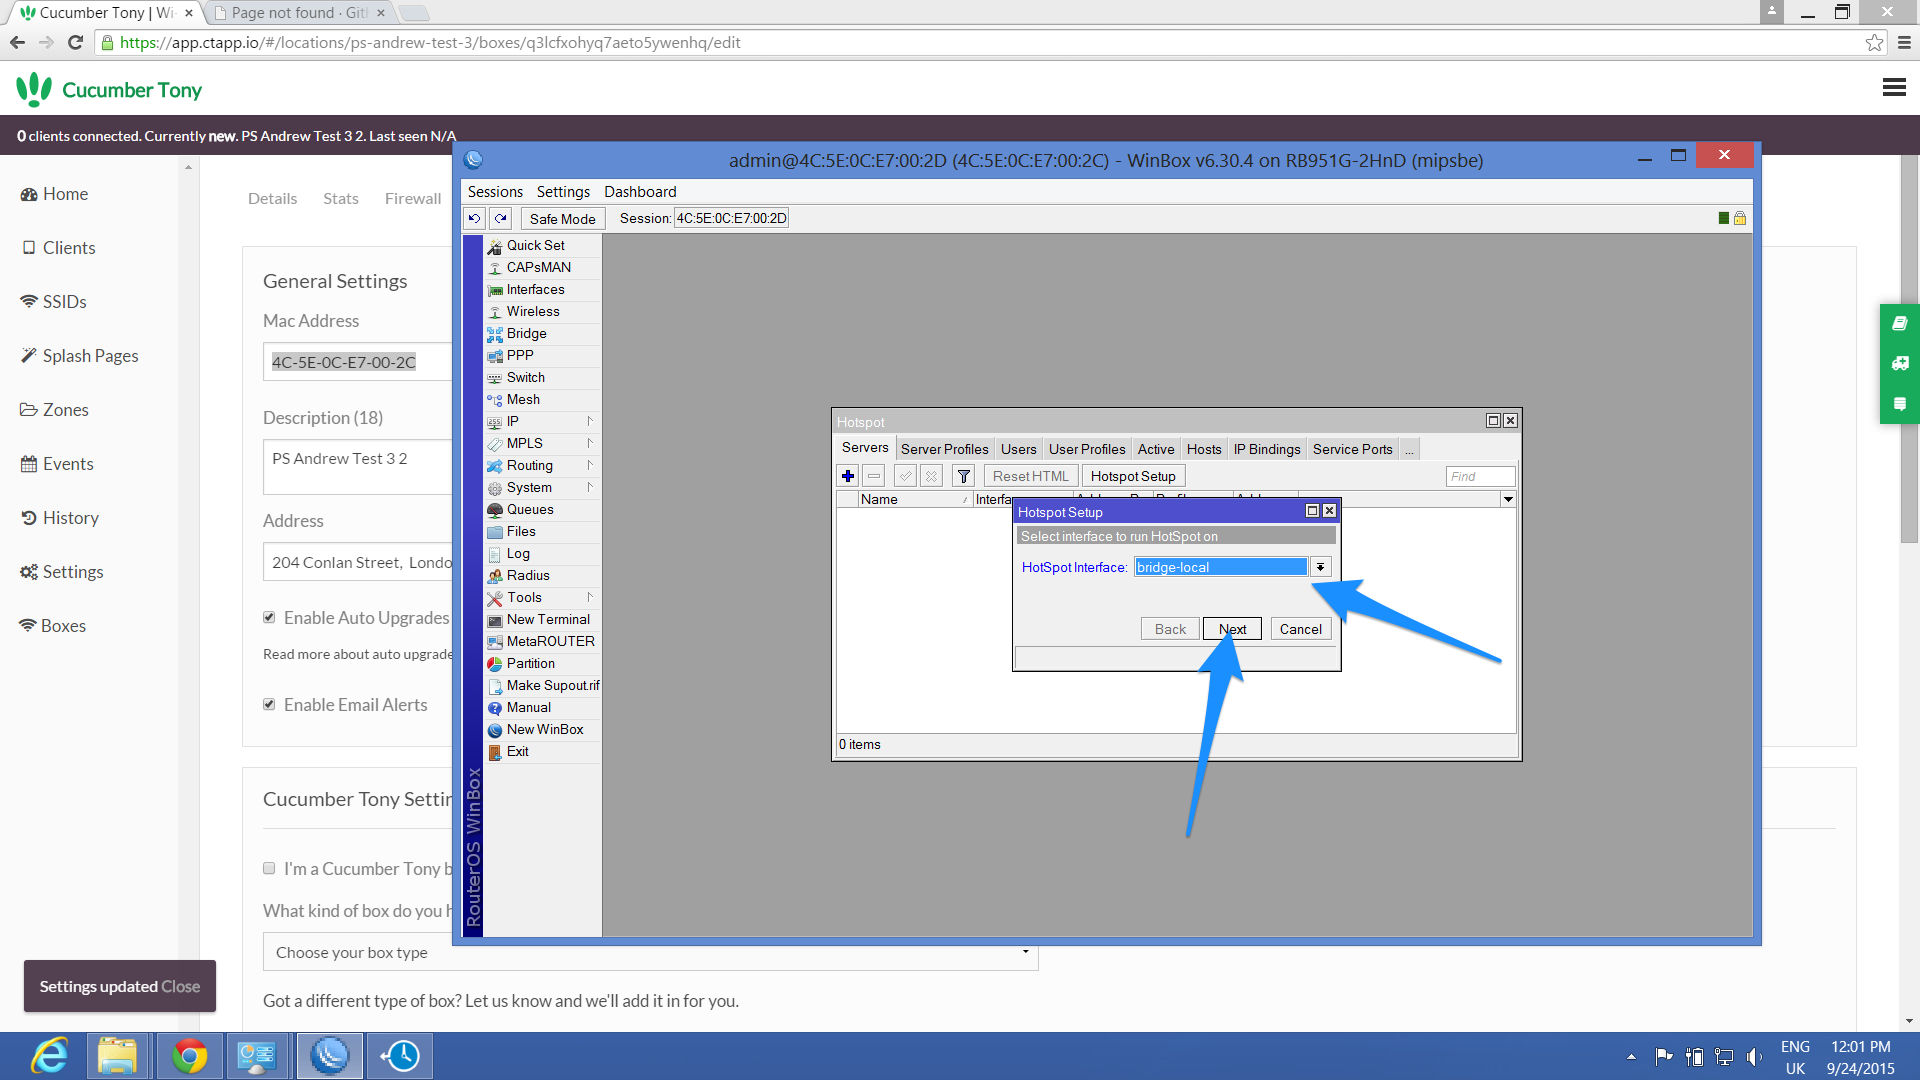 Cucumber Tony | Wi-
Page not found · Git
https://app.ctapp.io/#/locations/ps-andrew-test-3/boxes/q3lcfxohyq7aeto5ywenhq/edit
Cucumber Tony
0 clients connected. Currently new. PS Andrew Test 3 2. Last seen N/A
Home
Clients
SSIDs
Splash Pages
Zones
Events
History
Settings
Boxes
Details Stats Firewall
General Settings
Mac Address
4C-5E-0C-E7-00-2C
Description (18)
PS Andrew Test 3 2
Address
204 Conlan Street, Londo
Enable Auto Upgrades
Read more about auto upgrade
Enable Email Alerts
Cucumber Tony Settin
I'm a Cucumber Tony b
What kind of box do you h
Choose your box type
Got a different type of box? Let us know and we'll add it in for you.
Settings updated Close
admin@4C:5E:0C:E7:00:2D (4C:5E:0C:E7:00:2C) - WinBox v6.30.4 on RB951G-2HnD (mipsbe)
Sessions Settings Dashboard
Safe Mode Session: 4C:5E:0C:E7:00:2D
Quick Set
CAPsMAN
Interfaces
Wireless
Bridge
PPP
Switch
Mesh
IP
MPLS
Routing
System
Queues
Files
Log
Radius
Tools
New Terminal
MetaROUTER
Partition
Make Supout.rif
Manual
New WinBox
Exit
RouterOS WinBox
Hotspot
Servers Server Profiles Users User Profiles Active Hosts IP Bindings Service Ports ...
Reset HTML Hotspot Setup Find
Name Interfa
Hotspot Setup
Select interface to run HotSpot on
HotSpot Interface: bridge-local
Back Next Cancel
0 items
ENG 12:01 PM
UK 9/24/2015